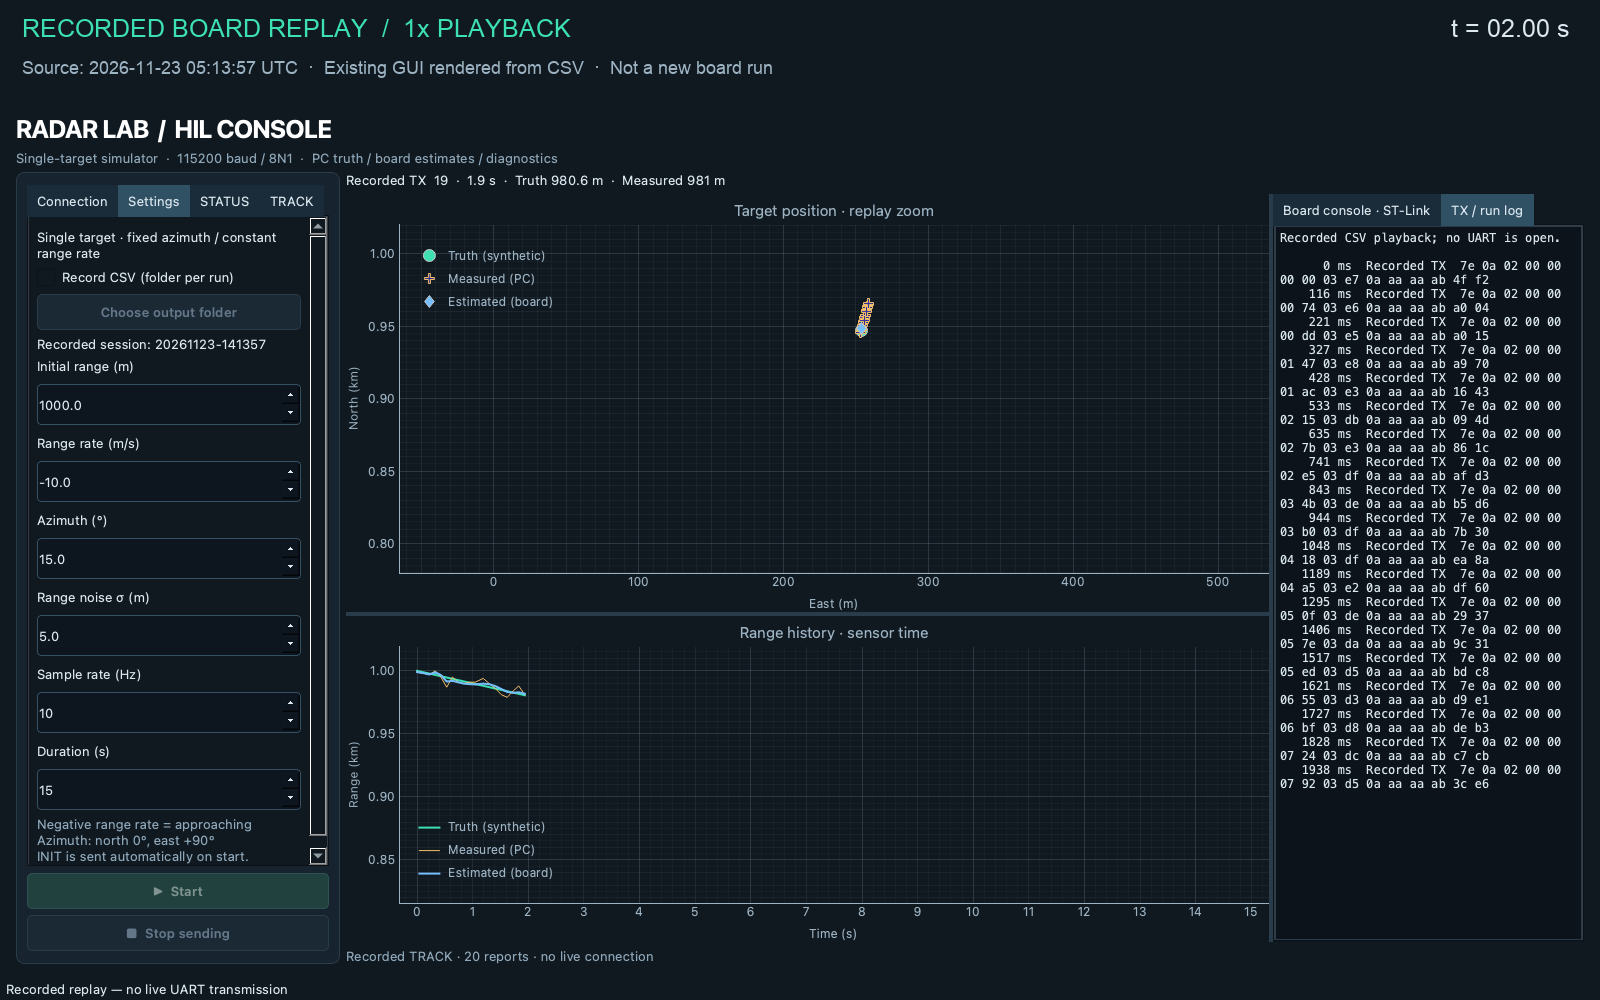 RECORDED BOARD REPLAY / 1x PLAYBACK
t = 02.00 s
Source: 2026-11-23 05:13:57 UTC · Existing GUI rendered from CSV · Not a new board run
RADAR LAB / HIL CONSOLE
Single-target simulator · 115200 baud / 8N1 · PC truth / board estimates / diagnostics
Connection
Settings
STATUS
TRACK
Single target · fixed azimuth / constant
range rate
Record CSV (folder per run)
Choose output folder
Recorded session: 20261123-141357
Initial range (m)
1000.0
Range rate (m/s)
-10.0
Azimuth (°)
15.0
Range noise σ (m)
5.0
Sample rate (Hz)
10
Duration (s)
15
Negative range rate = approaching
Azimuth: north 0°, east +90°
INIT is sent automatically on start.
▶ Start
■ Stop sending
Recorded TX 19 · 1.9 s · Truth 980.6 m · Measured 981 m
Target position · replay zoom
Truth (synthetic)
Measured (PC)
Estimated (board)
North (km)
1.00
0.95
0.90
0.85
0.80
0
100
200
300
400
500
East (m)
Range history · sensor time
Range (km)
1.00
0.95
0.90
0.85
Truth (synthetic)
Measured (PC)
Estimated (board)
0
1
2
3
4
5
6
7
8
9
10
11
12
13
14
15
Time (s)
Recorded TRACK · 20 reports · no live connection
Board console · ST-Link
TX / run log
Recorded CSV playback; no UART is open.
0 ms Recorded TX 7e 0a 02 00 00
00 00 03 e7 0a aa aa ab 4f f2
116 ms Recorded TX 7e 0a 02 00 00
00 74 03 e6 0a aa aa ab a0 04
221 ms Recorded TX 7e 0a 02 00 00
00 dd 03 e5 0a aa aa ab a0 15
327 ms Recorded TX 7e 0a 02 00 00
01 47 03 e8 0a aa aa ab a9 70
428 ms Recorded TX 7e 0a 02 00 00
01 ac 03 e3 0a aa aa ab 16 43
533 ms Recorded TX 7e 0a 02 00 00
02 15 03 db 0a aa aa ab 09 4d
635 ms Recorded TX 7e 0a 02 00 00
02 7b 03 e3 0a aa aa ab 86 1c
741 ms Recorded TX 7e 0a 02 00 00
02 e5 03 df 0a aa aa ab af d3
843 ms Recorded TX 7e 0a 02 00 00
03 4b 03 de 0a aa aa ab b5 d6
944 ms Recorded TX 7e 0a 02 00 00
03 b0 03 df 0a aa aa ab 7b 30
1048 ms Recorded TX 7e 0a 02 00 00
04 18 03 df 0a aa aa ab ea 8a
1189 ms Recorded TX 7e 0a 02 00 00
04 a5 03 e2 0a aa aa ab df 60
1295 ms Recorded TX 7e 0a 02 00 00
05 0f 03 de 0a aa aa ab 29 37
1406 ms Recorded TX 7e 0a 02 00 00
05 7e 03 da 0a aa aa ab 9c 31
1517 ms Recorded TX 7e 0a 02 00 00
05 ed 03 d5 0a aa aa ab bd c8
1621 ms Recorded TX 7e 0a 02 00 00
06 55 03 d3 0a aa aa ab d9 e1
1727 ms Recorded TX 7e 0a 02 00 00
06 bf 03 d8 0a aa aa ab de b3
1828 ms Recorded TX 7e 0a 02 00 00
07 24 03 dc 0a aa aa ab c7 cb
1938 ms Recorded TX 7e 0a 02 00 00
07 92 03 d5 0a aa aa ab 3c e6
Recorded replay — no live UART transmission